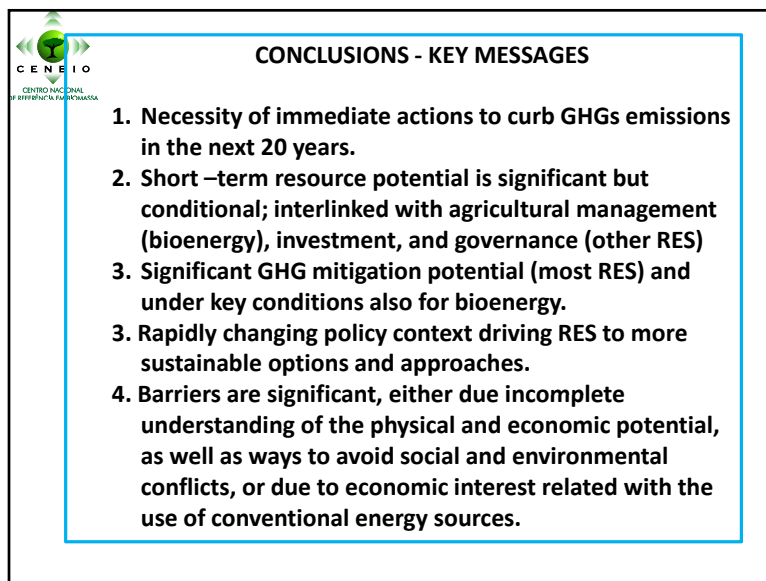 CENBIO
CENTRO NACIONAL
DE REFERÊNCIA EM BIOMASSA
CONCLUSIONS - KEY MESSAGES
1. Necessity of immediate actions to curb GHGs emissions
in the next 20 years.
2. Short –term resource potential is significant but
conditional; interlinked with agricultural management
(bioenergy), investment, and governance (other RES)
3. Significant GHG mitigation potential (most RES) and
under key conditions also for bioenergy.
3. Rapidly changing policy context driving RES to more
sustainable options and approaches.
4. Barriers are significant, either due incomplete
understanding of the physical and economic potential,
as well as ways to avoid social and environmental
conflicts, or due to economic interest related with the
use of conventional energy sources.